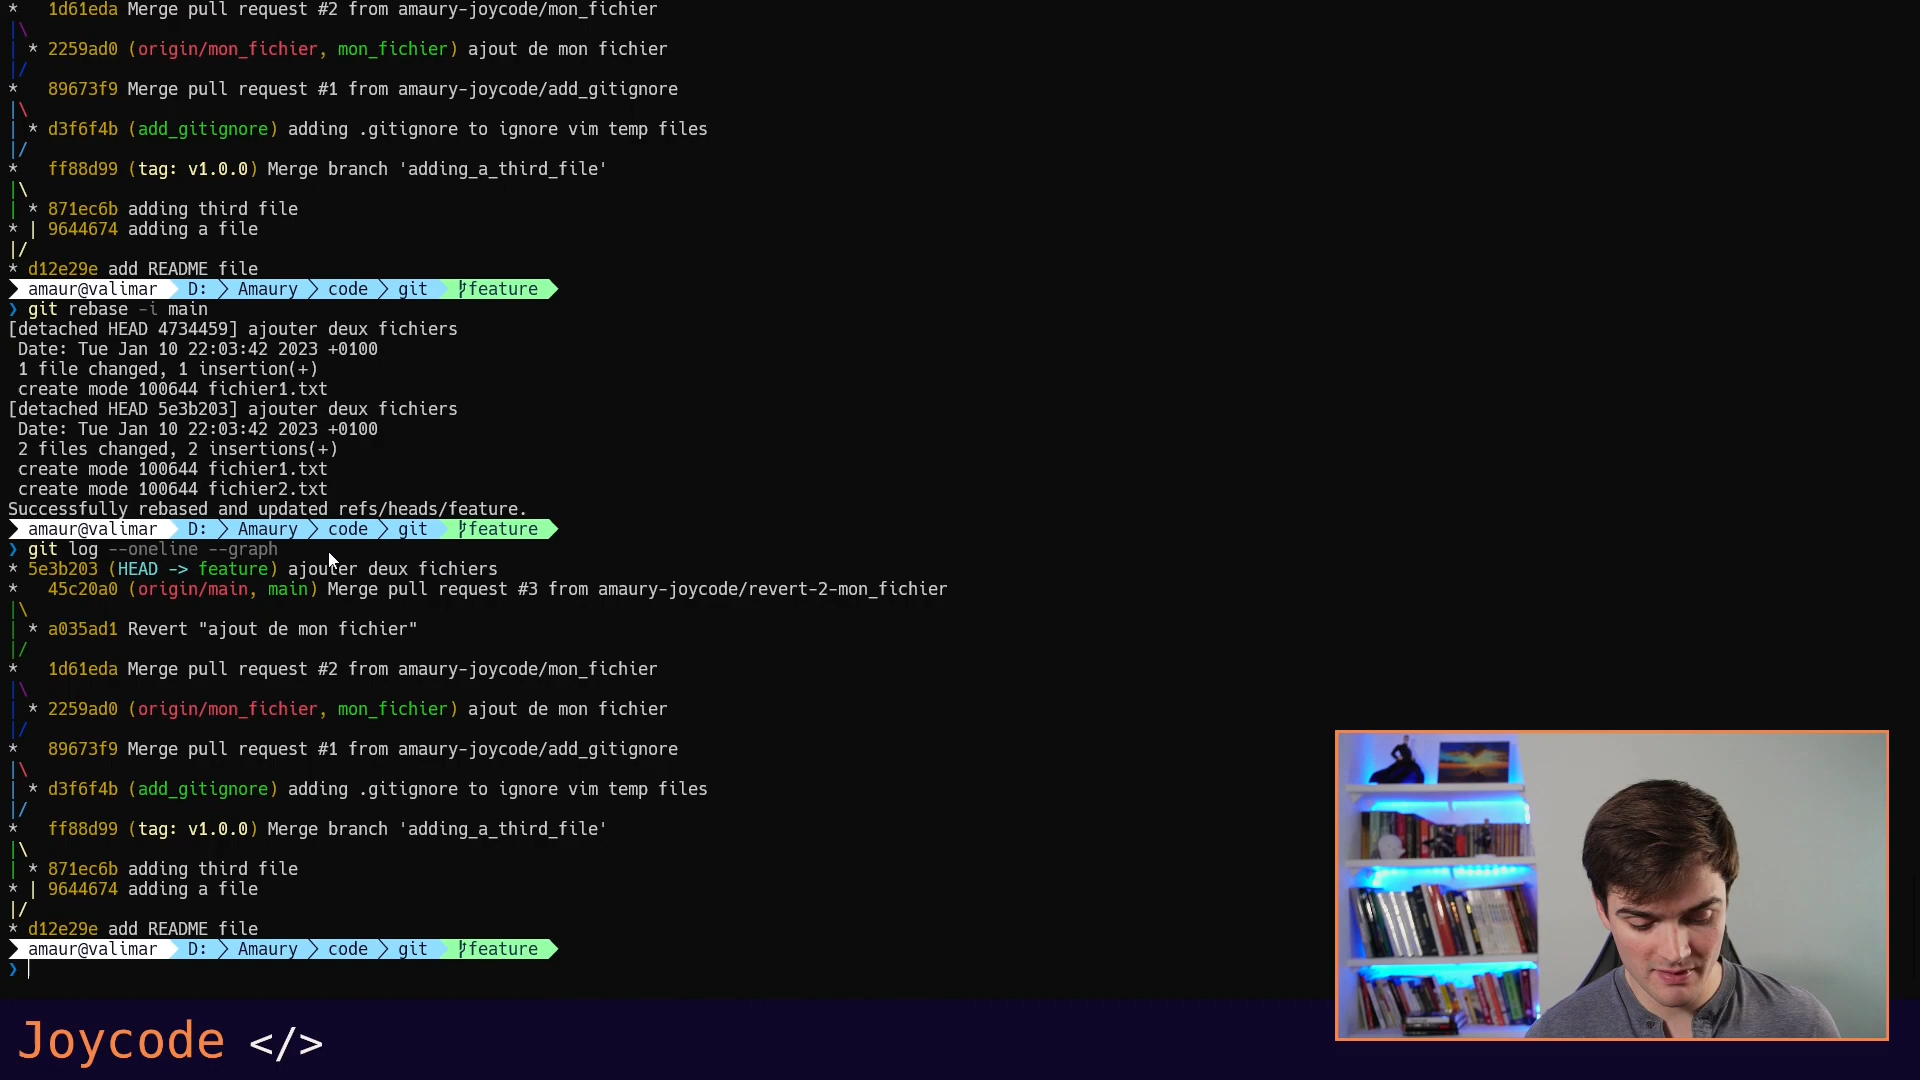 *   1d61eda Merge pull request #2 from amaury-joycode/mon_fichier
|\
| * 2259ad0 (origin/mon_fichier, mon_fichier) ajout de mon fichier
|/
*   89673f9 Merge pull request #1 from amaury-joycode/add_gitignore
|\
| * d3f6f4b (add_gitignore) adding .gitignore to ignore vim temp files
|/
*   ff88d99 (tag: v1.0.0) Merge branch 'adding_a_third_file'
|\
| * 871ec6b adding third file
* | 9644674 adding a file
|/
* d12e29e add README file
amaur@valimar D: Amaury code git feature
❯ git rebase -i main
[detached HEAD 4734459] ajouter deux fichiers
 Date: Tue Jan 10 22:03:42 2023 +0100
 1 file changed, 1 insertion(+)
 create mode 100644 fichier1.txt
[detached HEAD 5e3b203] ajouter deux fichiers
 Date: Tue Jan 10 22:03:42 2023 +0100
 2 files changed, 2 insertions(+)
 create mode 100644 fichier1.txt
 create mode 100644 fichier2.txt
Successfully rebased and updated refs/heads/feature.
amaur@valimar D: Amaury code git feature
❯ git log --oneline --graph
* 5e3b203 (HEAD -> feature) ajouter deux fichiers
*   45c20a0 (origin/main, main) Merge pull request #3 from amaury-joycode/revert-2-mon_fichier
|\
| * a035ad1 Revert "ajout de mon fichier"
|/
*   1d61eda Merge pull request #2 from amaury-joycode/mon_fichier
|\
| * 2259ad0 (origin/mon_fichier, mon_fichier) ajout de mon fichier
|/
*   89673f9 Merge pull request #1 from amaury-joycode/add_gitignore
|\
| * d3f6f4b (add_gitignore) adding .gitignore to ignore vim temp files
|/
*   ff88d99 (tag: v1.0.0) Merge branch 'adding_a_third_file'
|\
| * 871ec6b adding third file
* | 9644674 adding a file
|/
* d12e29e add README file
amaur@valimar D: Amaury code git feature
❯
Joycode </>